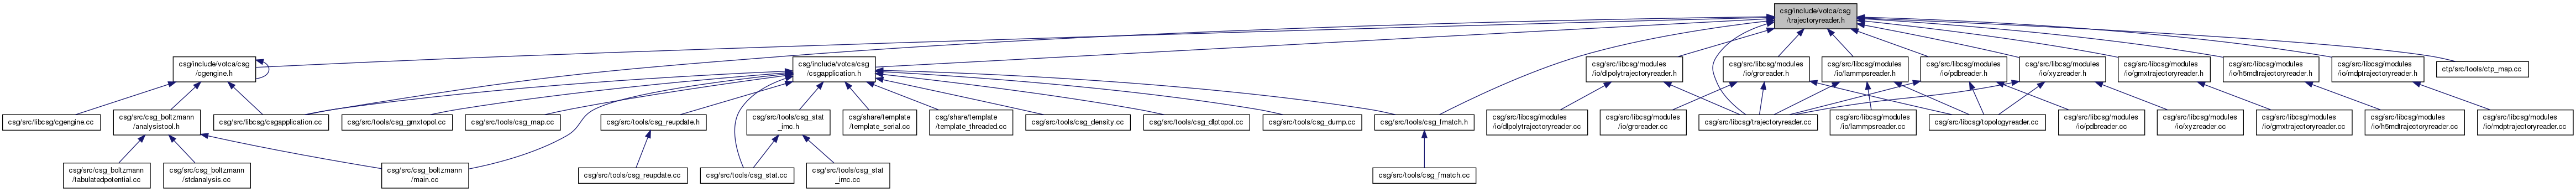 csg/include/votca/csg
/trajectoryreader.h
csg/include/votca/csg
/cgengine.h
csg/include/votca/csg
/csgapplication.h
csg/src/libcsg/modules
/io/dlpolytrajectoryreader.h
csg/src/libcsg/modules
/io/groreader.h
csg/src/libcsg/modules
/io/lammpsreader.h
csg/src/libcsg/modules
/io/pdbreader.h
csg/src/libcsg/modules
/io/xyzreader.h
csg/src/libcsg/modules
/io/gmxtrajectoryreader.h
csg/src/libcsg/modules
/io/h5mdtrajectoryreader.h
csg/src/libcsg/modules
/io/mdptrajectoryreader.h
ctp/src/tools/ctp_map.cc
csg/src/libcsg/cgengine.cc
csg/src/csg_boltzmann
/analysistool.h
csg/src/libcsg/csgapplication.cc
csg/src/tools/csg_gmxtopol.cc
csg/src/tools/csg_map.cc
csg/src/tools/csg_reupdate.h
csg/src/tools/csg_stat
_imc.h
csg/share/template
/template_serial.cc
csg/share/template
/template_threaded.cc
csg/src/tools/csg_density.cc
csg/src/tools/csg_dlptopol.cc
csg/src/tools/csg_dump.cc
csg/src/tools/csg_fmatch.h
csg/src/libcsg/modules
/io/dlpolytrajectoryreader.cc
csg/src/libcsg/modules
/io/groreader.cc
csg/src/libcsg/trajectoryreader.cc
csg/src/libcsg/modules
/io/lammpsreader.cc
csg/src/libcsg/topologyreader.cc
csg/src/libcsg/modules
/io/pdbreader.cc
csg/src/libcsg/modules
/io/xyzreader.cc
csg/src/libcsg/modules
/io/gmxtrajectoryreader.cc
csg/src/libcsg/modules
/io/h5mdtrajectoryreader.cc
csg/src/libcsg/modules
/io/mdptrajectoryreader.cc
csg/src/csg_boltzmann
/tabulatedpotential.cc
csg/src/csg_boltzmann
/stdanalysis.cc
csg/src/csg_boltzmann
/main.cc
csg/src/tools/csg_reupdate.cc
csg/src/tools/csg_stat.cc
csg/src/tools/csg_stat
_imc.cc
csg/src/tools/csg_fmatch.cc